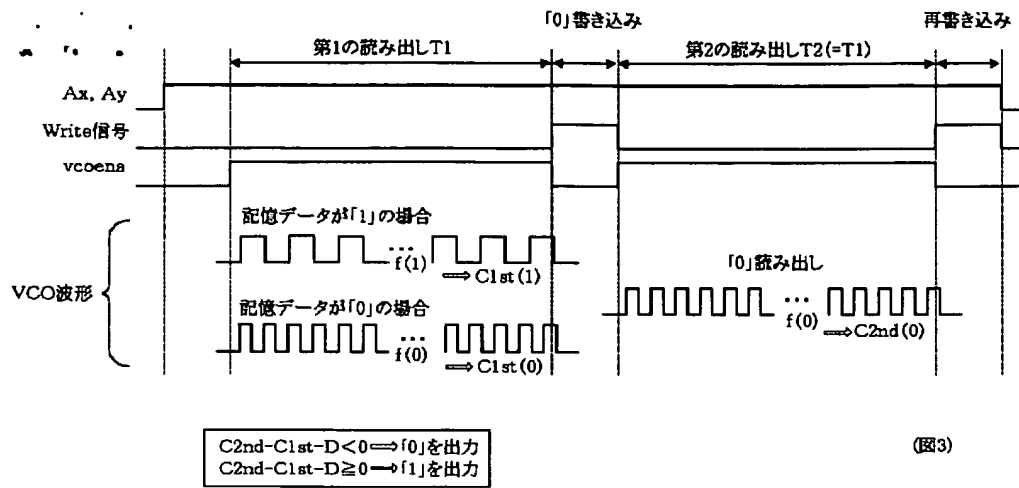 「0」書き込み 再書き込み
第1の読み出しT1 第2の読み出しT2(=T1)
Ax, Ay
Write信号
vcoena
記憶データが「1」の場合
… f(1) ⇒C1st(1)
「0」読み出し
VCO波形
記憶データが「0」の場合
… f(0) ⇒C1st(0)
… f(0) ⇒C2nd(0)
C2nd-C1st-D<0⇒「0」を出力
C2nd-C1st-D≧0→「1」を出力
(図3)